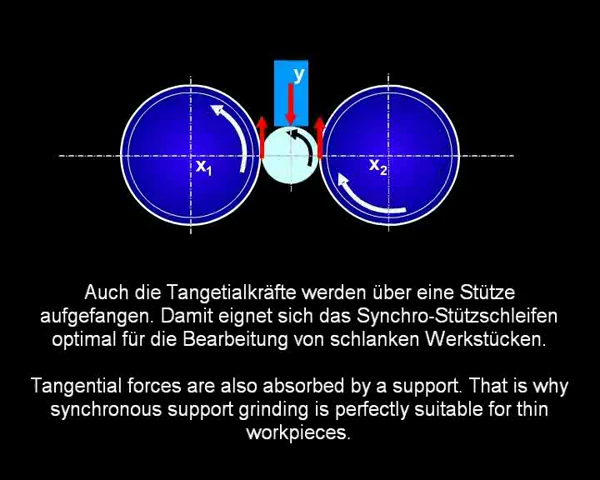 y
x1
x2
Auch die Tangetialkräfte werden über eine Stütze
aufgefangen. Damit eignet sich das Synchro-Stützschleifen
optimal für die Bearbeitung von schlanken Werkstücken.
Tangential forces are also absorbed by a support. That is why
synchronous support grinding is perfectly suitable for thin
workpieces.